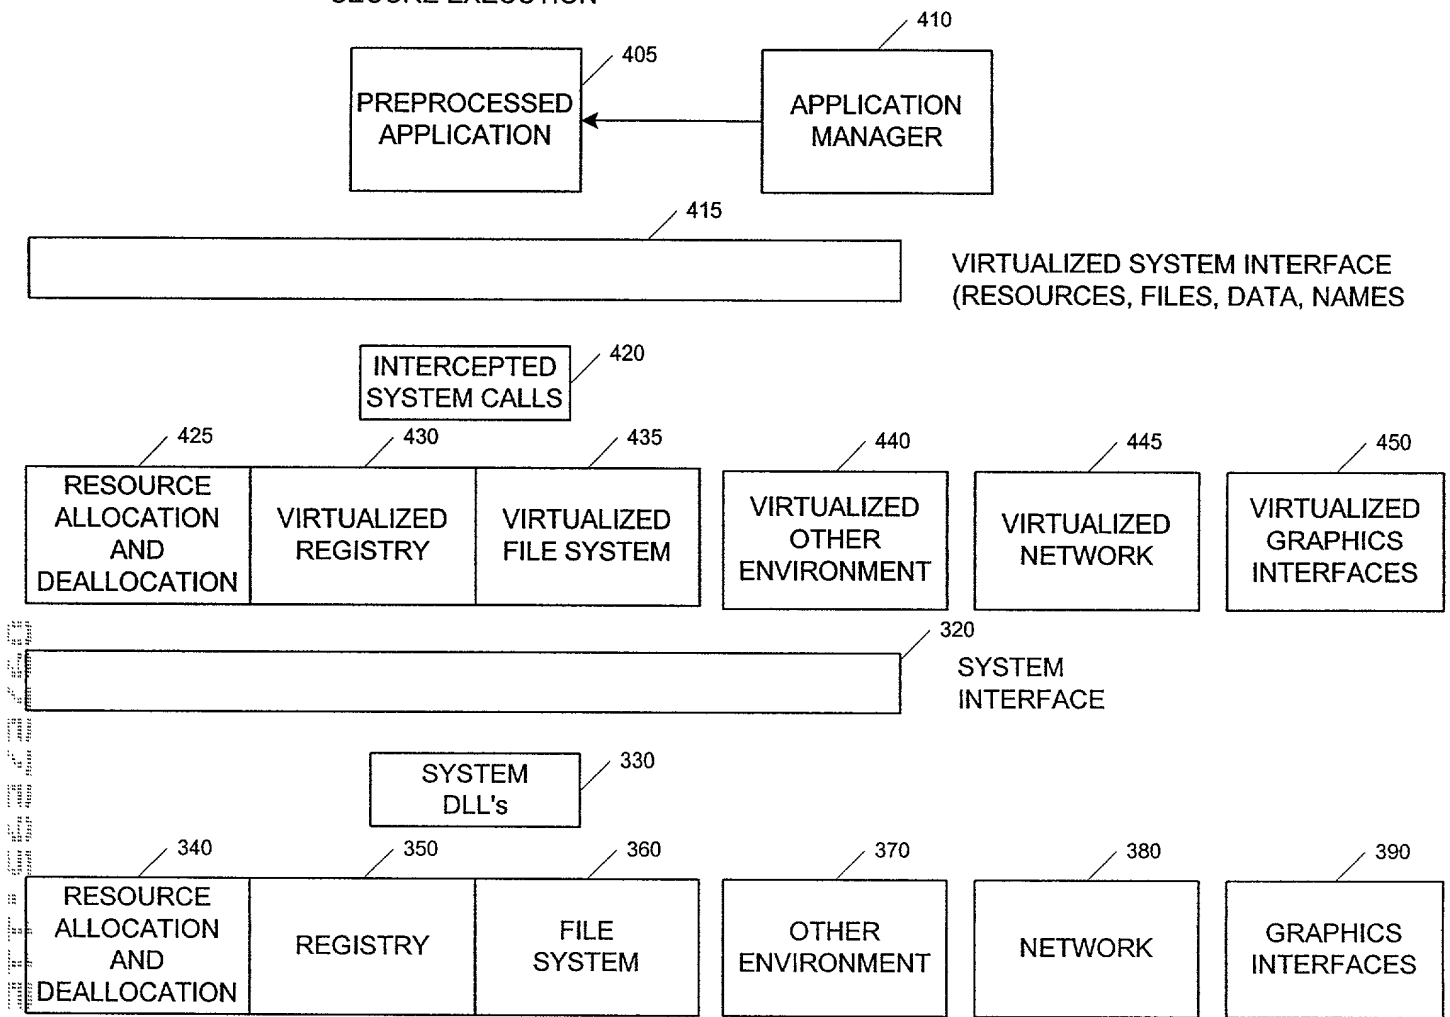 SECURE EXECUTION
410
405
PREPROCESSED
APPLICATION
APPLICATION
MANAGER
415
VIRTUALIZED SYSTEM INTERFACE
(RESOURCES, FILES, DATA, NAMES
INTERCEPTED
SYSTEM CALLS
420
425
430
435
440
445
450
RESOURCE
ALLOCATION
AND
DEALLOCATION
VIRTUALIZED
REGISTRY
VIRTUALIZED
FILE SYSTEM
VIRTUALIZED
OTHER
ENVIRONMENT
VIRTUALIZED
NETWORK
VIRTUALIZED
GRAPHICS
INTERFACES
320
SYSTEM
INTERFACE
SYSTEM
DLL's
330
340
350
360
370
380
390
RESOURCE
ALLOCATION
AND
DEALLOCATION
REGISTRY
FILE
SYSTEM
OTHER
ENVIRONMENT
NETWORK
GRAPHICS
INTERFACES